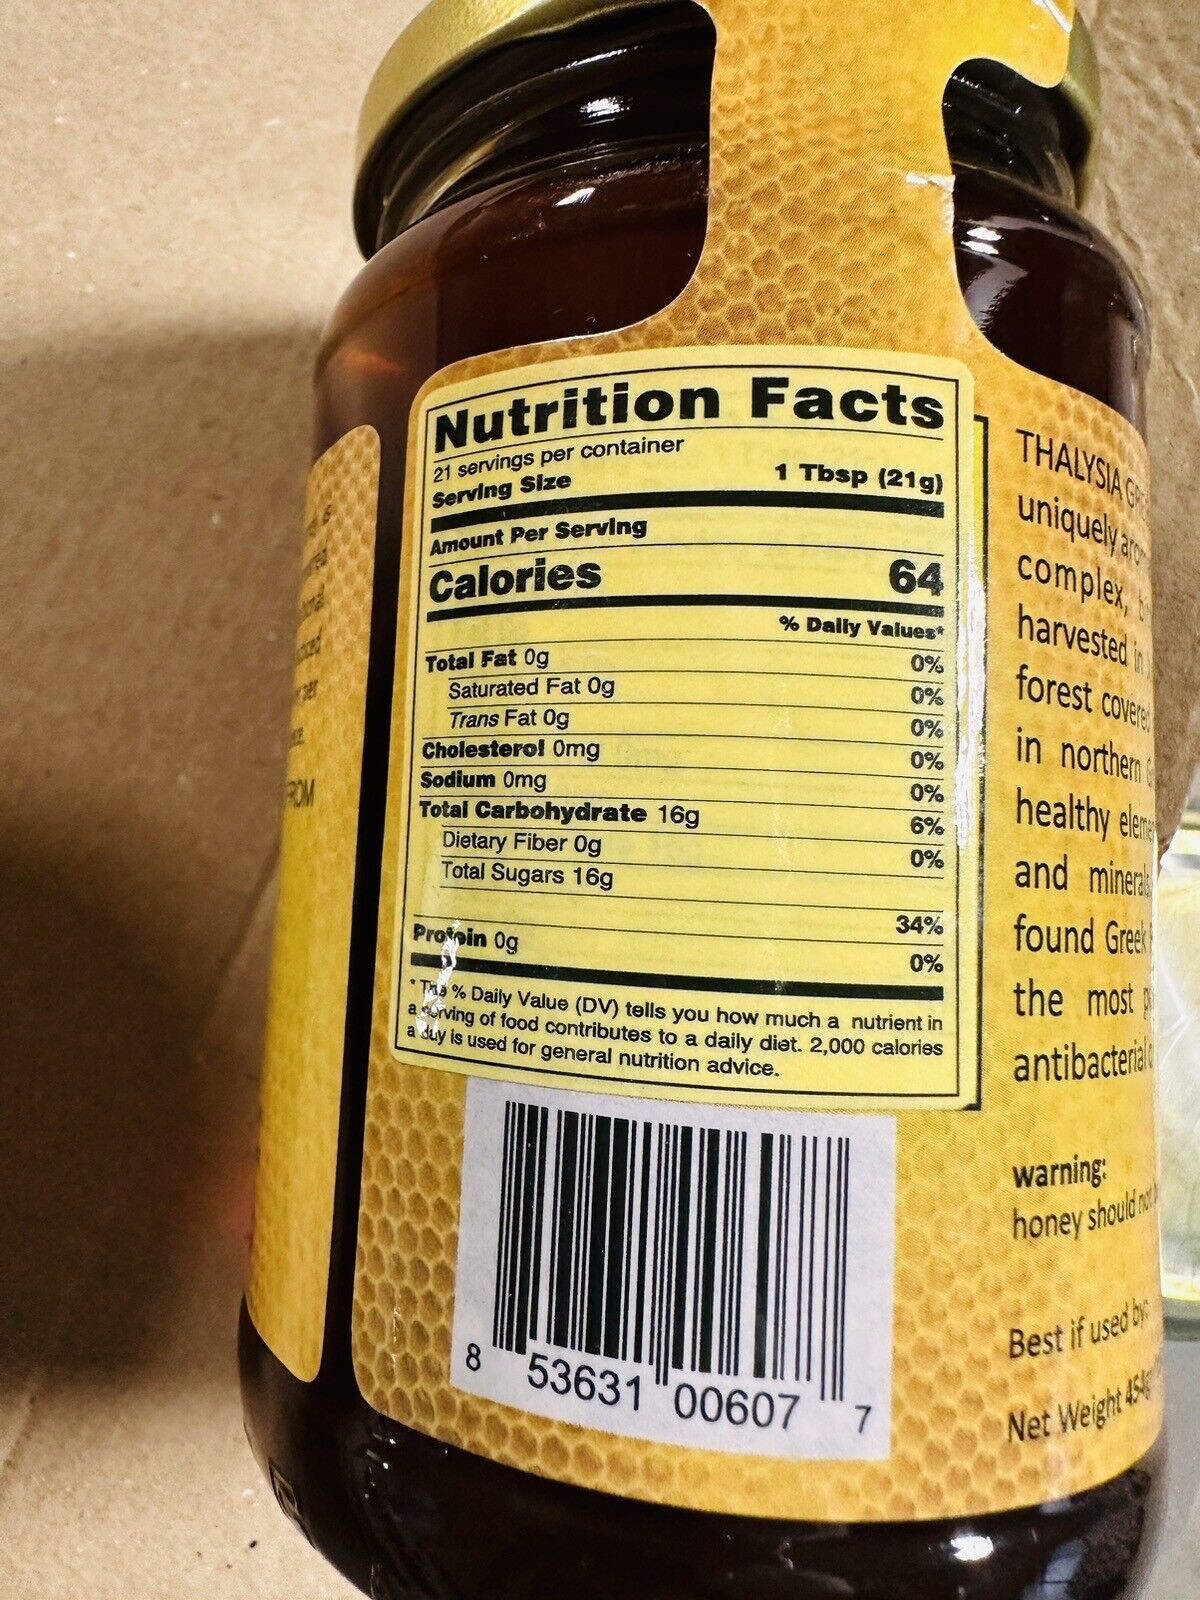 Nutrition Facts
21 servings per container
Serving Size 1 Tbsp (21g)
Amount Per Serving
Calories 64
% Daily Values*
Total Fat 0g 0%
Saturated Fat 0g 0%
Trans Fat 0g 0%
Cholesterol 0mg 0%
Sodium 0mg 0%
Total Carbohydrate 16g 6%
Dietary Fiber 0g 0%
Total Sugars 16g
34%
Protein 0g 0%
* The % Daily Value (DV) tells you how much a nutrient in
a serving of food contributes to a daily diet. 2,000 calories
a day is used for general nutrition advice.
8 53631 00607 7
THALYSIA
uniquely
complex,
harvested in
forest covered
in northern
healthy
and minerals
found Greek
the most
antibacterial
warning:
honey should
Best if used by:
Net Weight 454g